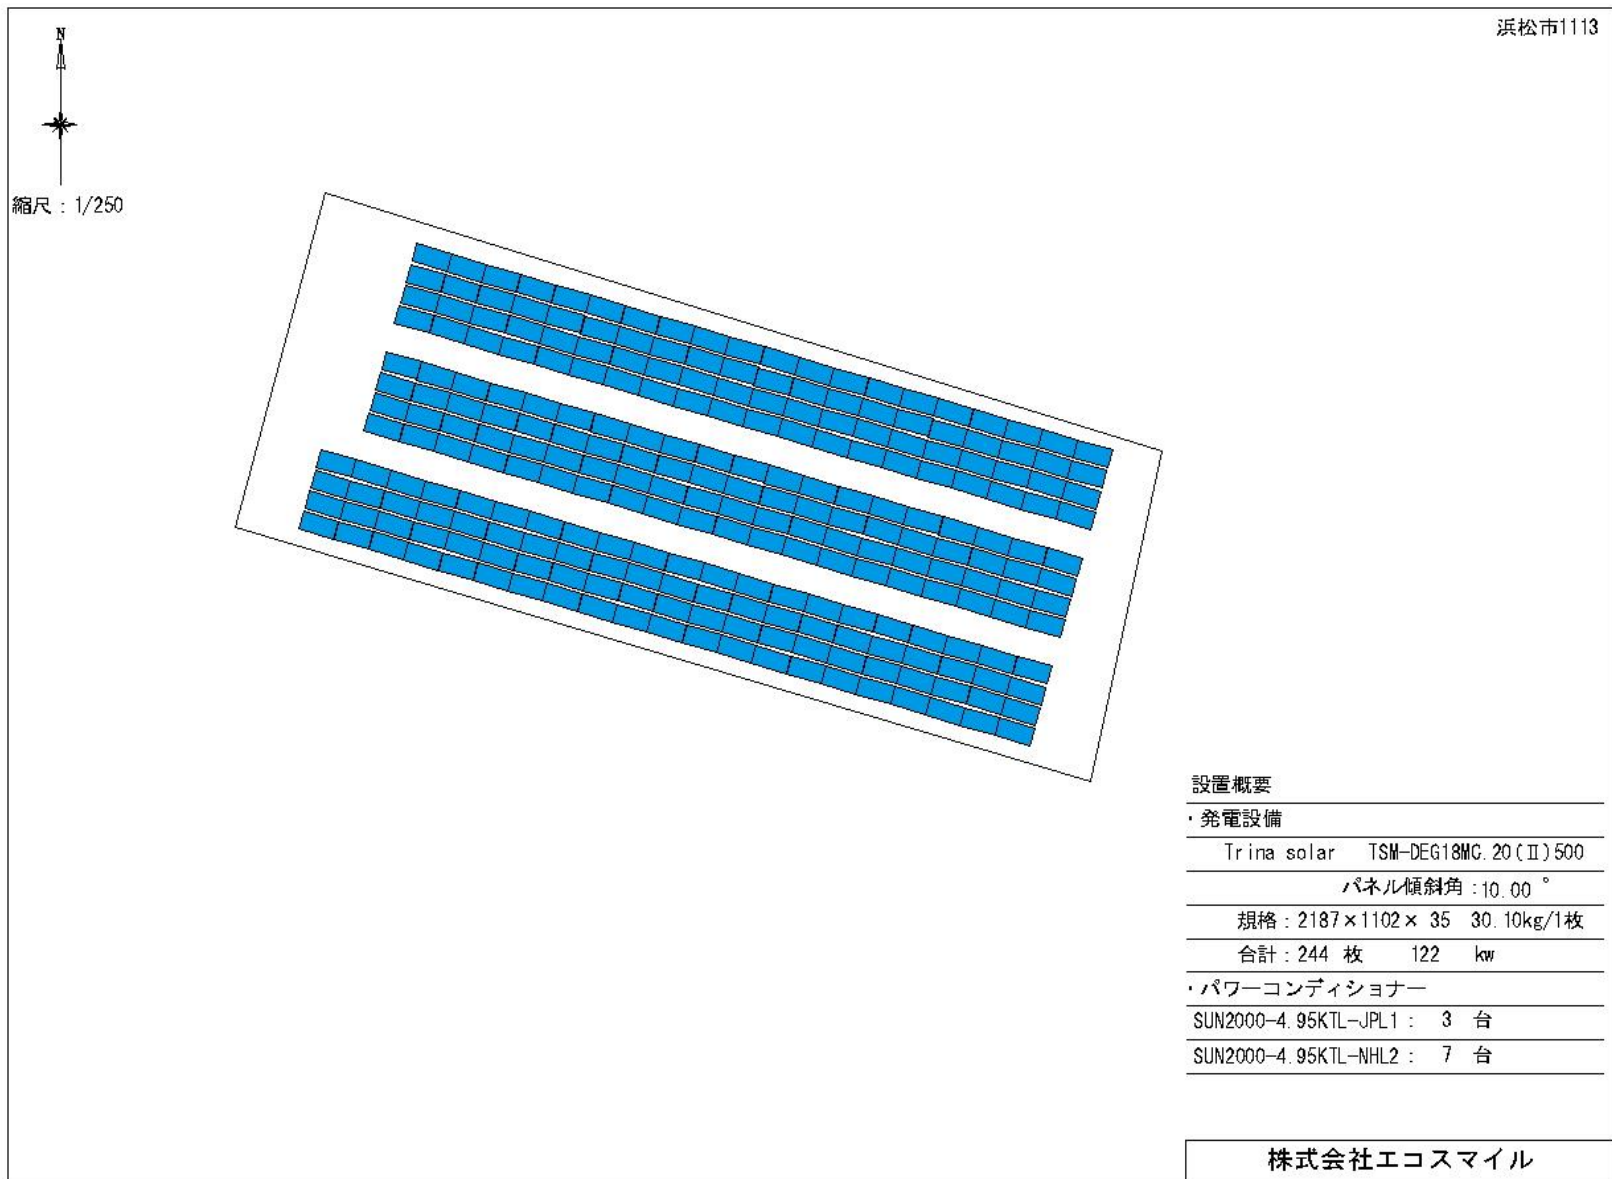 浜松市1113
N
縮尺：1/250
設置概要
・発電設備
Trina solar TSM-DEG18MC.20(Ⅱ)500
パネル傾斜角：10.00°
規格：2187×1102× 35 30.10kg/1枚
合計：244 枚 122 kw
・パワーコンディショナー
SUN2000-4.95KTL-JPL1： 3 台
SUN2000-4.95KTL-NHL2： 7 台
株式会社エコスマイル